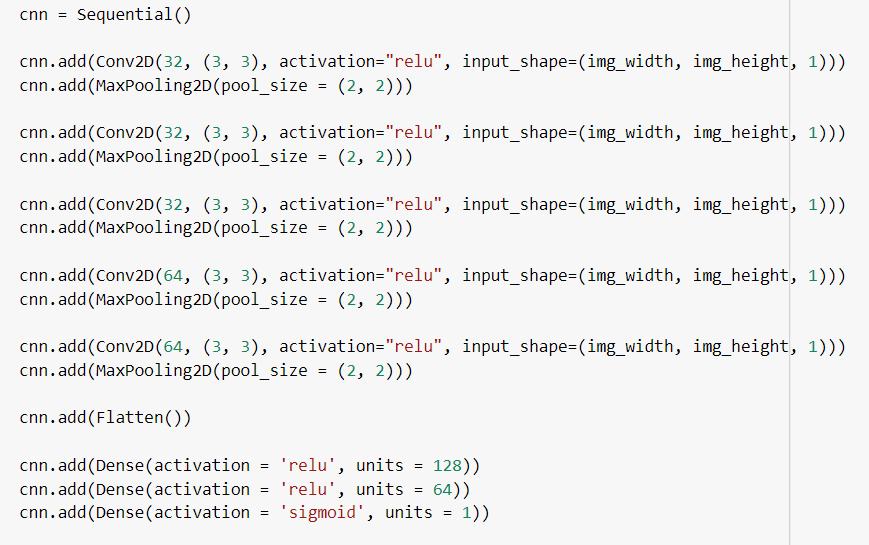 cnn = Sequential()
cnn.add(Conv2D(32, (3, 3), activation="relu", input_shape=(img_width, img_height, 1)))
cnn.add(MaxPooling2D(pool_size = (2, 2)))
cnn.add(Conv2D(32, (3, 3), activation="relu", input_shape=(img_width, img_height, 1)))
cnn.add(MaxPooling2D(pool_size = (2, 2)))
cnn.add(Conv2D(32, (3, 3), activation="relu", input_shape=(img_width, img_height, 1)))
cnn.add(MaxPooling2D(pool_size = (2, 2)))
cnn.add(Conv2D(64, (3, 3), activation="relu", input_shape=(img_width, img_height, 1)))
cnn.add(MaxPooling2D(pool_size = (2, 2)))
cnn.add(Conv2D(64, (3, 3), activation="relu", input_shape=(img_width, img_height, 1)))
cnn.add(MaxPooling2D(pool_size = (2, 2)))
cnn.add(Flatten())
cnn.add(Dense(activation = 'relu', units = 128))
cnn.add(Dense(activation = 'relu', units = 64))
cnn.add(Dense(activation = 'sigmoid', units = 1))